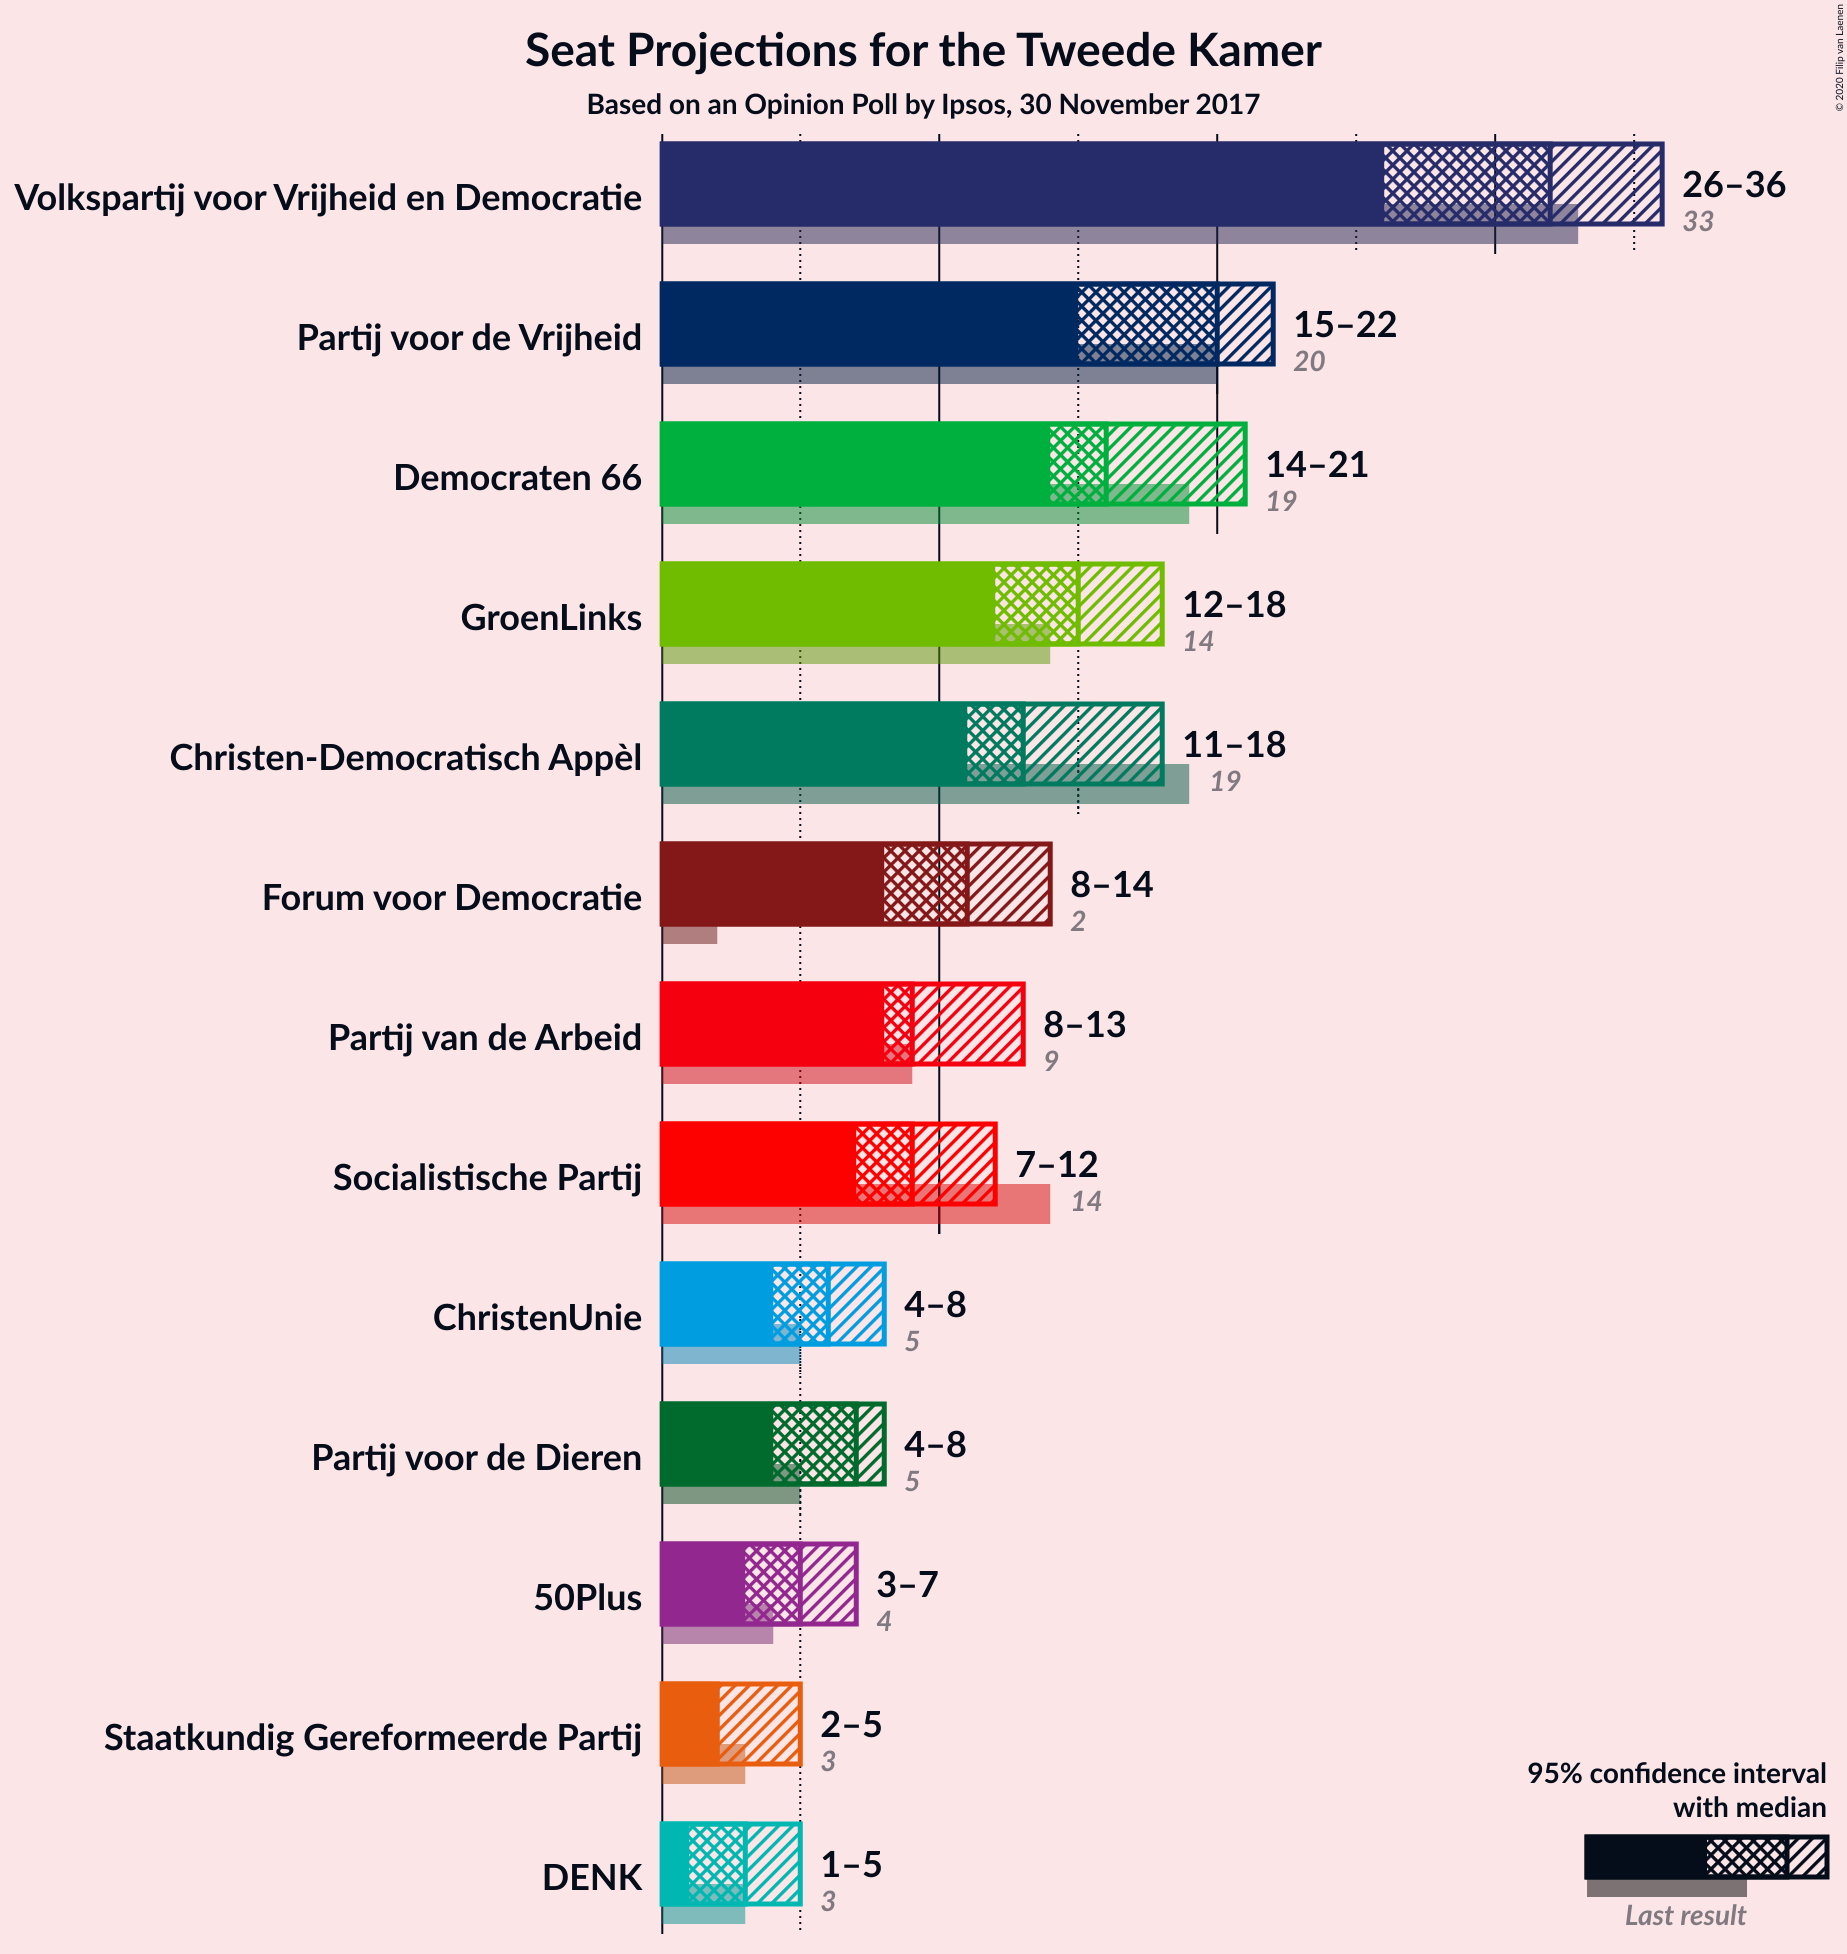 Seat Projections for the Tweede Kamer
Based on an Opinion Poll by Ipsos, 30 November 2017
© 2020 Filip van Laenen
Volkspartij voor Vrijheid en Democratie
26–36
33
Partij voor de Vrijheid
15–22
20
Democraten 66
14–21
19
GroenLinks
12–18
14
Christen-Democratisch Appèl
11–18
19
Forum voor Democratie
8–14
2
Partij van de Arbeid
8–13
9
Socialistische Partij
7–12
14
ChristenUnie
4–8
5
Partij voor de Dieren
4–8
5
50Plus
3–7
4
Staatkundig Gereformeerde Partij
2–5
3
DENK
1–5
3
95% confidence interval
with median
Last result